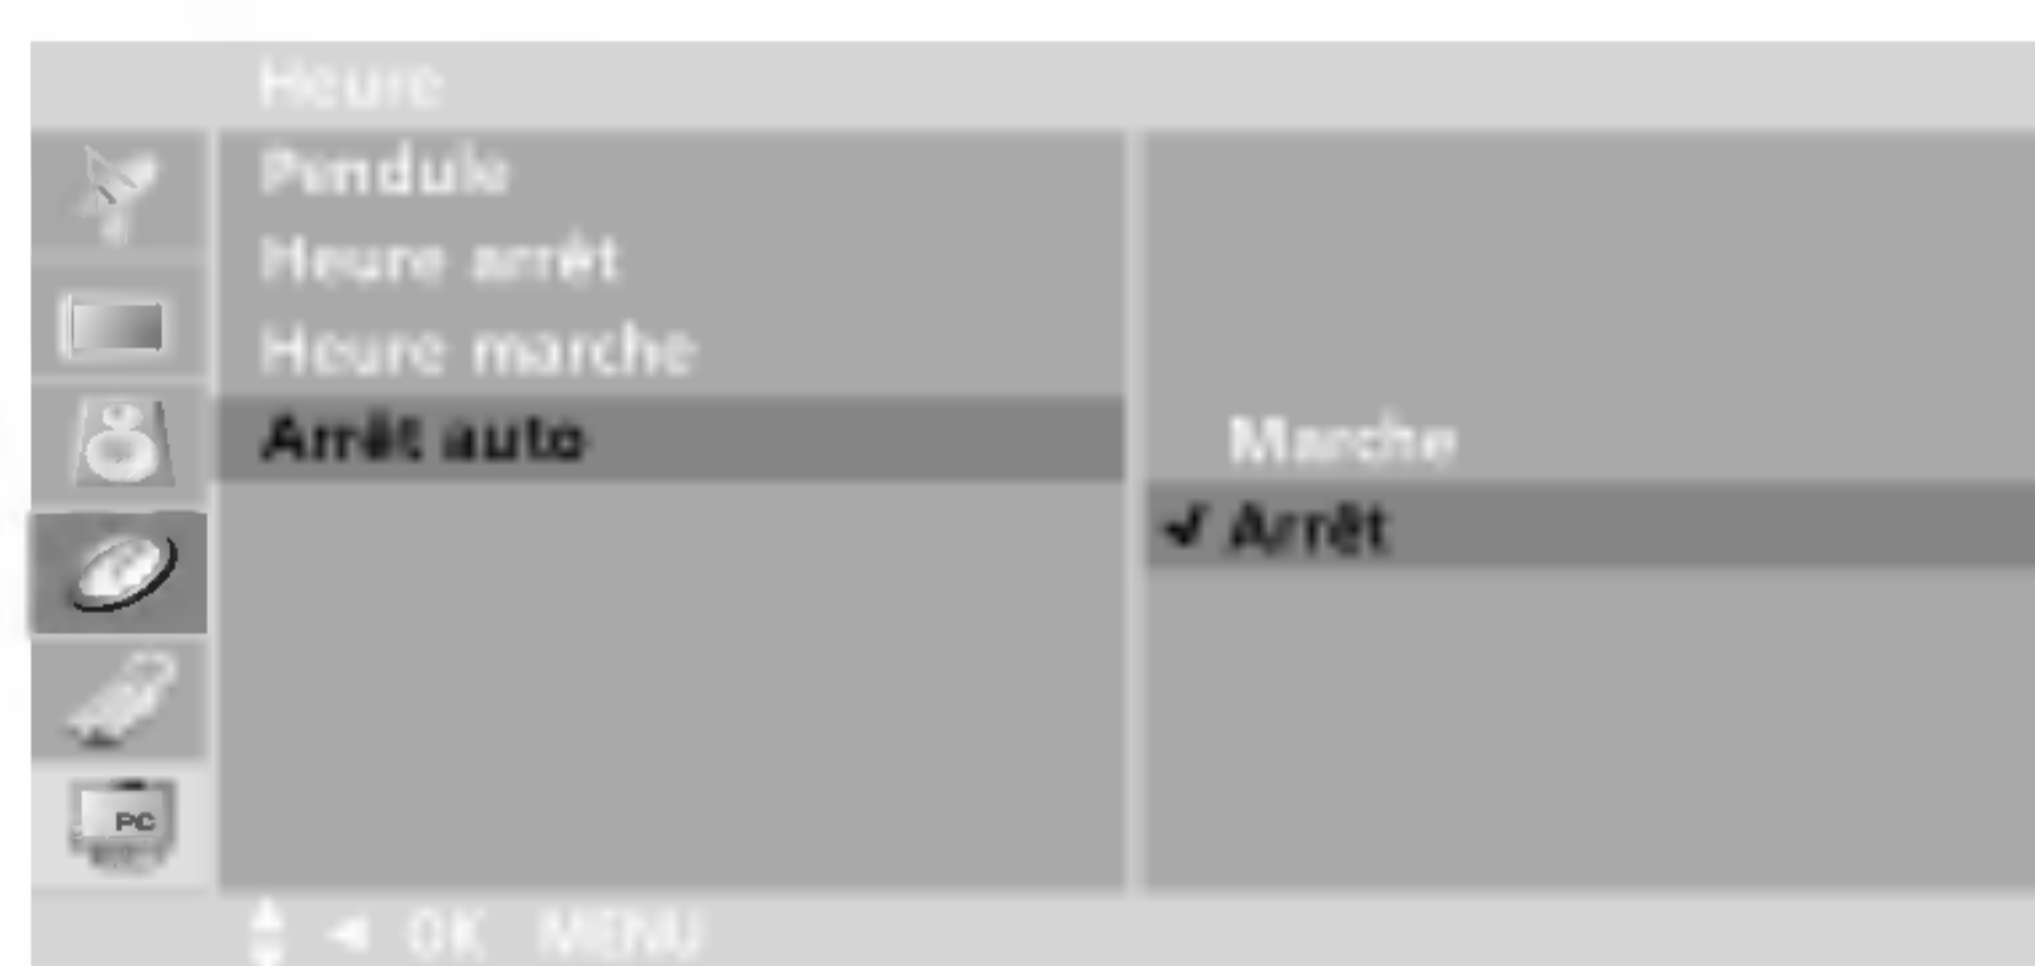 Heure
Pendule
Heure arrêt
Heure marche
Arrêt auto
Marche
✔ Arrêt
PC
OK MENU